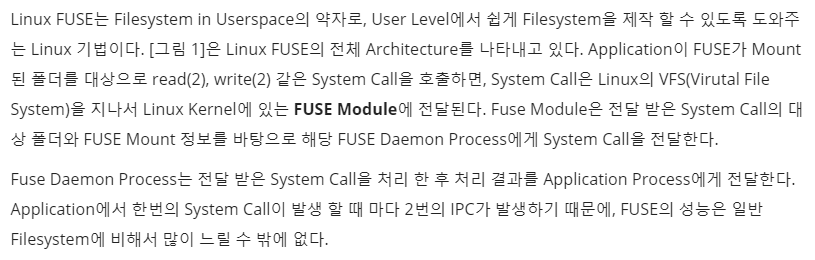 Linux FUSE는 Filesystem in Userspace의 약자로, User Level에서 쉽게 Filesystem을 제작 할 수 있도록 도와주
는 Linux 기법이다. [그림 1]은 Linux FUSE의 전체 Architecture를 나타내고 있다. Application이 FUSE가 Mount
된 폴더를 대상으로 read(2), write(2) 같은 System Call을 호출하면, System Call은 Linux의 VFS(Virutal File
System)을 지나서 Linux Kernel에 있는 FUSE Module에 전달된다. Fuse Module은 전달 받은 System Call의 대
상 폴더와 FUSE Mount 정보를 바탕으로 해당 FUSE Daemon Process에게 System Call을 전달한다.
Fuse Daemon Process는 전달 받은 System Call을 처리 한 후 처리 결과를 Application Process에게 전달한다.
Application에서 한번의 System Call이 발생 할 때 마다 2번의 IPC가 발생하기 때문에, FUSE의 성능은 일반
Filesystem에 비해서 많이 느릴 수 밖에 없다.